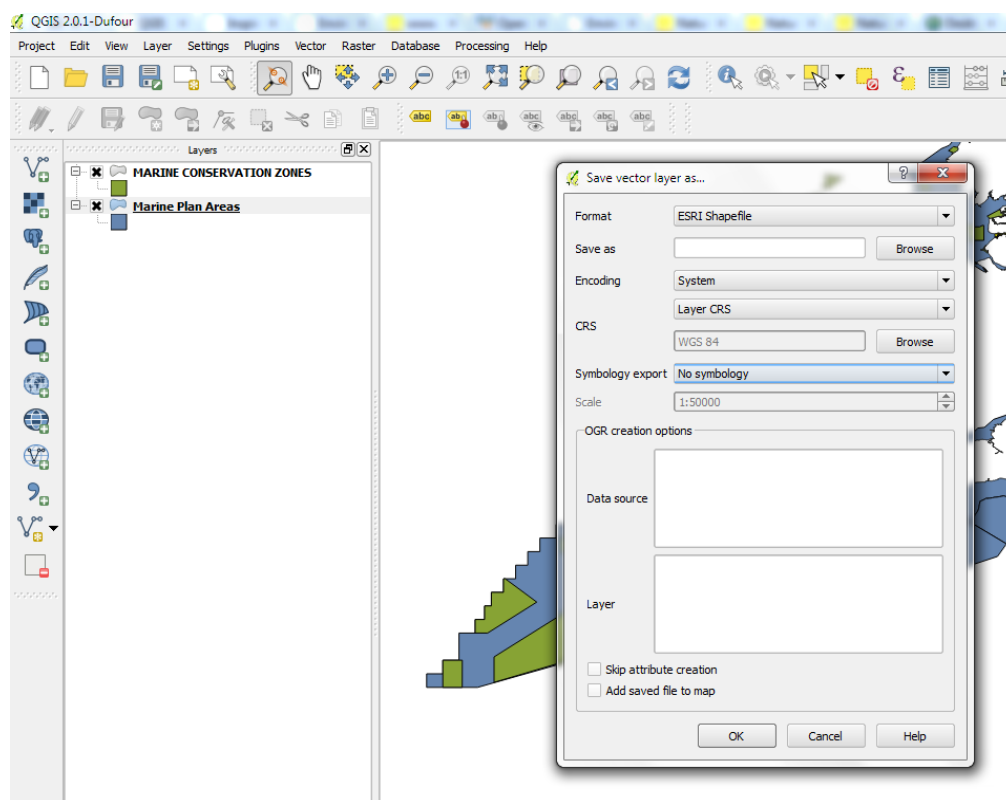 QGIS 2.0.1-Dufour
Project Edit View Layer Settings Plugins Vector Raster Database Processing Help
abc
Layers
MARINE CONSERVATION ZONES
Marine Plan Areas
Save vector layer as...
Format ESRI Shapefile
Save as Browse
Encoding System
Layer CRS
CRS
WGS 84 Browse
Symbology export No symbology
Scale 1:50000
OGR creation options
Data source
Layer
Skip attribute creation
Add saved file to map
OK Cancel Help